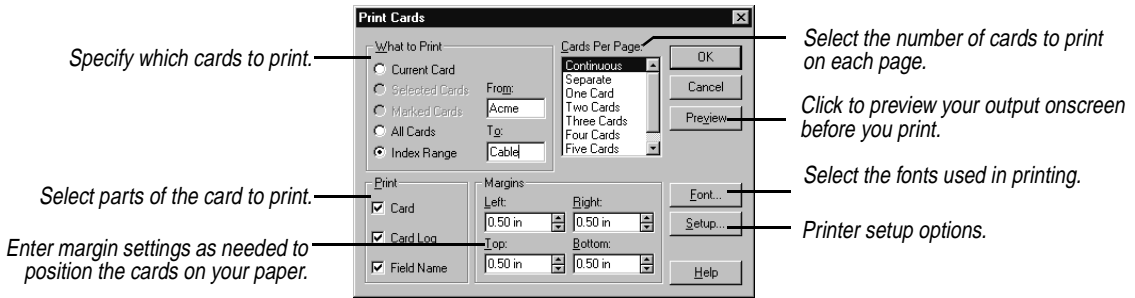 Print Cards
Specify which cards to print.
What to Print
Current Card
Selected Cards
Marked Cards
All Cards
Index Range
From:
Acme
To:
Cable
Cards Per Page:
Continuous
Separate
One Card
Two Cards
Three Cards
Four Cards
Five Cards
OK
Cancel
Preview
Select the number of cards to print
on each page.
Click to preview your output onscreen
before you print.
Select parts of the card to print.
Print
Card
Card Log
Field Name
Enter margin settings as needed to
position the cards on your paper.
Margins
Left:
0.50 in
Right:
0.50 in
Top:
0.50 in
Bottom:
0.50 in
Font...
Setup...
Help
Select the fonts used in printing.
Printer setup options.